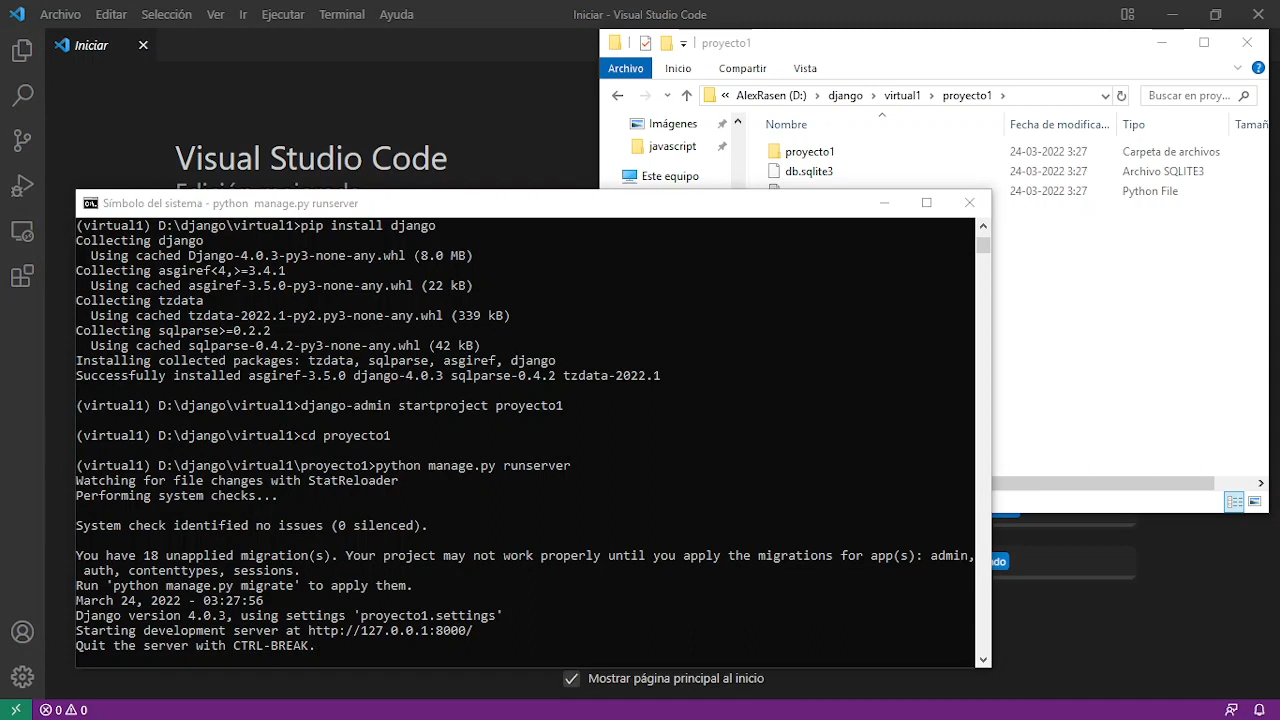 Archivo Editar Selección Ver Ir Ejecutar Terminal Ayuda
Iniciar - Visual Studio Code
Iniciar
Visual Studio Code
proyecto1
Archivo Inicio Compartir Vista
« AlexRasen (D:) django virtual1 proyecto1
Buscar en proy...
Imágenes
javascript
Este equipo
Nombre Fecha de modifica... Tipo Tamañ
proyecto1 24-03-2022 3:27 Carpeta de archivos
db.sqlite3 24-03-2022 3:27 Archivo SQLITE3
24-03-2022 3:27 Python File
Símbolo del sistema - python manage.py runserver
(virtual1) D:\django\virtual1>pip install django
Collecting django
Using cached Django-4.0.3-py3-none-any.whl (8.0 MB)
Collecting asgiref<4,>=3.4.1
Using cached asgiref-3.5.0-py3-none-any.whl (22 kB)
Collecting tzdata
Using cached tzdata-2022.1-py2.py3-none-any.whl (339 kB)
Collecting sqlparse>=0.2.2
Using cached sqlparse-0.4.2-py3-none-any.whl (42 kB)
Installing collected packages: tzdata, sqlparse, asgiref, django
Successfully installed asgiref-3.5.0 django-4.0.3 sqlparse-0.4.2 tzdata-2022.1
(virtual1) D:\django\virtual1>django-admin startproject proyecto1
(virtual1) D:\django\virtual1>cd proyecto1
(virtual1) D:\django\virtual1\proyecto1>python manage.py runserver
Watching for file changes with StatReloader
Performing system checks...
System check identified no issues (0 silenced).
You have 18 unapplied migration(s). Your project may not work properly until you apply the migrations for app(s): admin,
auth, contenttypes, sessions.
Run 'python manage.py migrate' to apply them.
March 24, 2022 - 03:27:56
Django version 4.0.3, using settings 'proyecto1.settings'
Starting development server at http://127.0.0.1:8000/
Quit the server with CTRL-BREAK.
do
Mostrar página principal al inicio
0 0